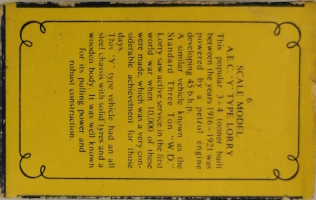 6.
SCALE MODEL
A.E.C. 'Y' TYPE LORRY
This popular 3—4 tonner built
between the years 1916—1921 was
powered by a petrol engine
developing 45 b.h.p.
A similar vehicle known as the
Standard Three Ton "W.D."
Lorry saw active service in the first
world war when 10,000 of these
were made, which was a very con-
siderable achievement for those
days.
This 'Y' type vehicle had an all
steel chassis with solid tyres and a
wooden body. It was well known
for its pulling power and
robust construction.